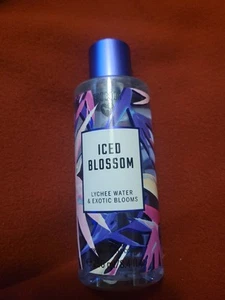 ICED
BLOSSOM
LYCHEE WATER
& EXOTIC BLOOMS